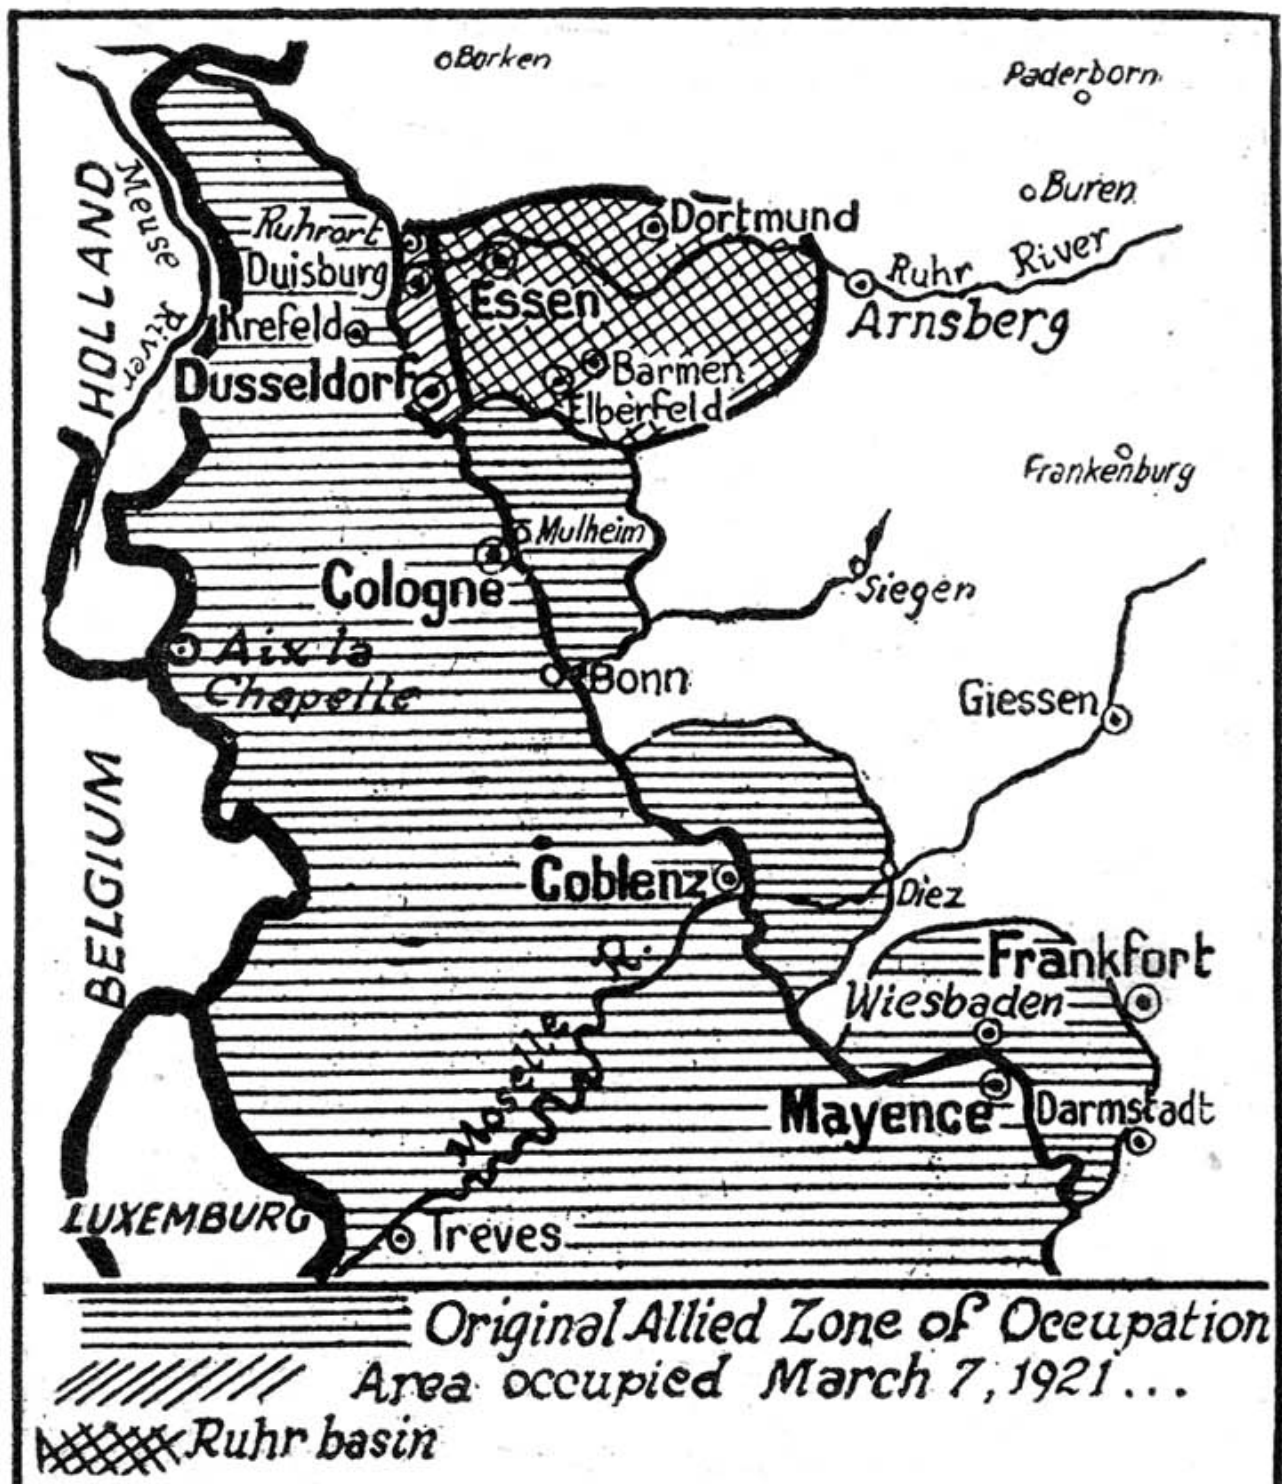 Borken
Paderborn
HOLLAND
Meuse
River
Buren
Ruhrort
Dortmund
Duisburg
Essen
Ruhr River
Krefeld
Arnsberg
Dusseldorf
Barmen
Elberfeld
Frankenburg
Mulheim
Cologne
Siegen
Aix la
Chapelle
Bonn
Giessen
BELGIUM
Coblenz
Diez
Moselle R.
Frankfort
Wiesbaden
Mayence
Darmstadt
LUXEMBURG
Treves
Original Allied Zone of Oceupation
Area occupied March 7, 1921...
Ruhr basin